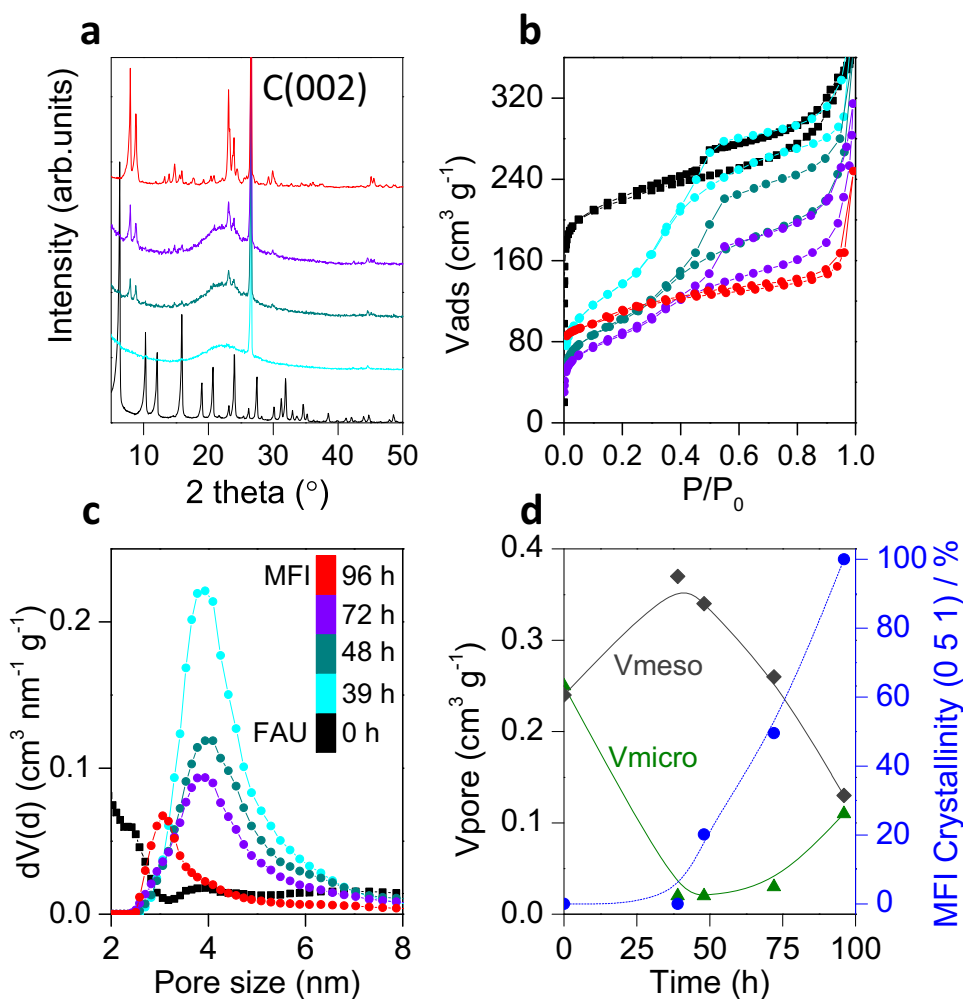 a
C(002)
Intensity (arb.units)
10 20 30 40 50
2 theta (°)
b
360
240
160
80
0
Vads (cm³ g⁻¹)
0.0 0.2 0.4 0.6 0.8 1.0
P/P₀
c
0.2
0.1
0.0
dV(d) (cm³ nm⁻¹ g⁻¹)
MFI 96 h
72 h
48 h
39 h
FAU 0 h
2 4 6 8
Pore size (nm)
d
0.4
0.3
0.2
0.1
0.0
Vpore (cm³ g⁻¹)
Vmeso
Vmicro
100
80
60
40
20
0
MFI Crystallinity (0 5 1) / %
0 25 50 75 100
Time (h)